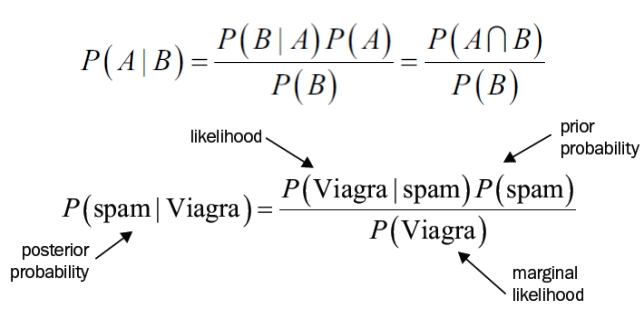 P(A|B) = P(B|A)P(A) / P(B) = P(A∩B) / P(B)
likelihood
prior
probability
P(spam|Viagra) = P(Viagra|spam)P(spam) / P(Viagra)
posterior
probability
marginal
likelihood